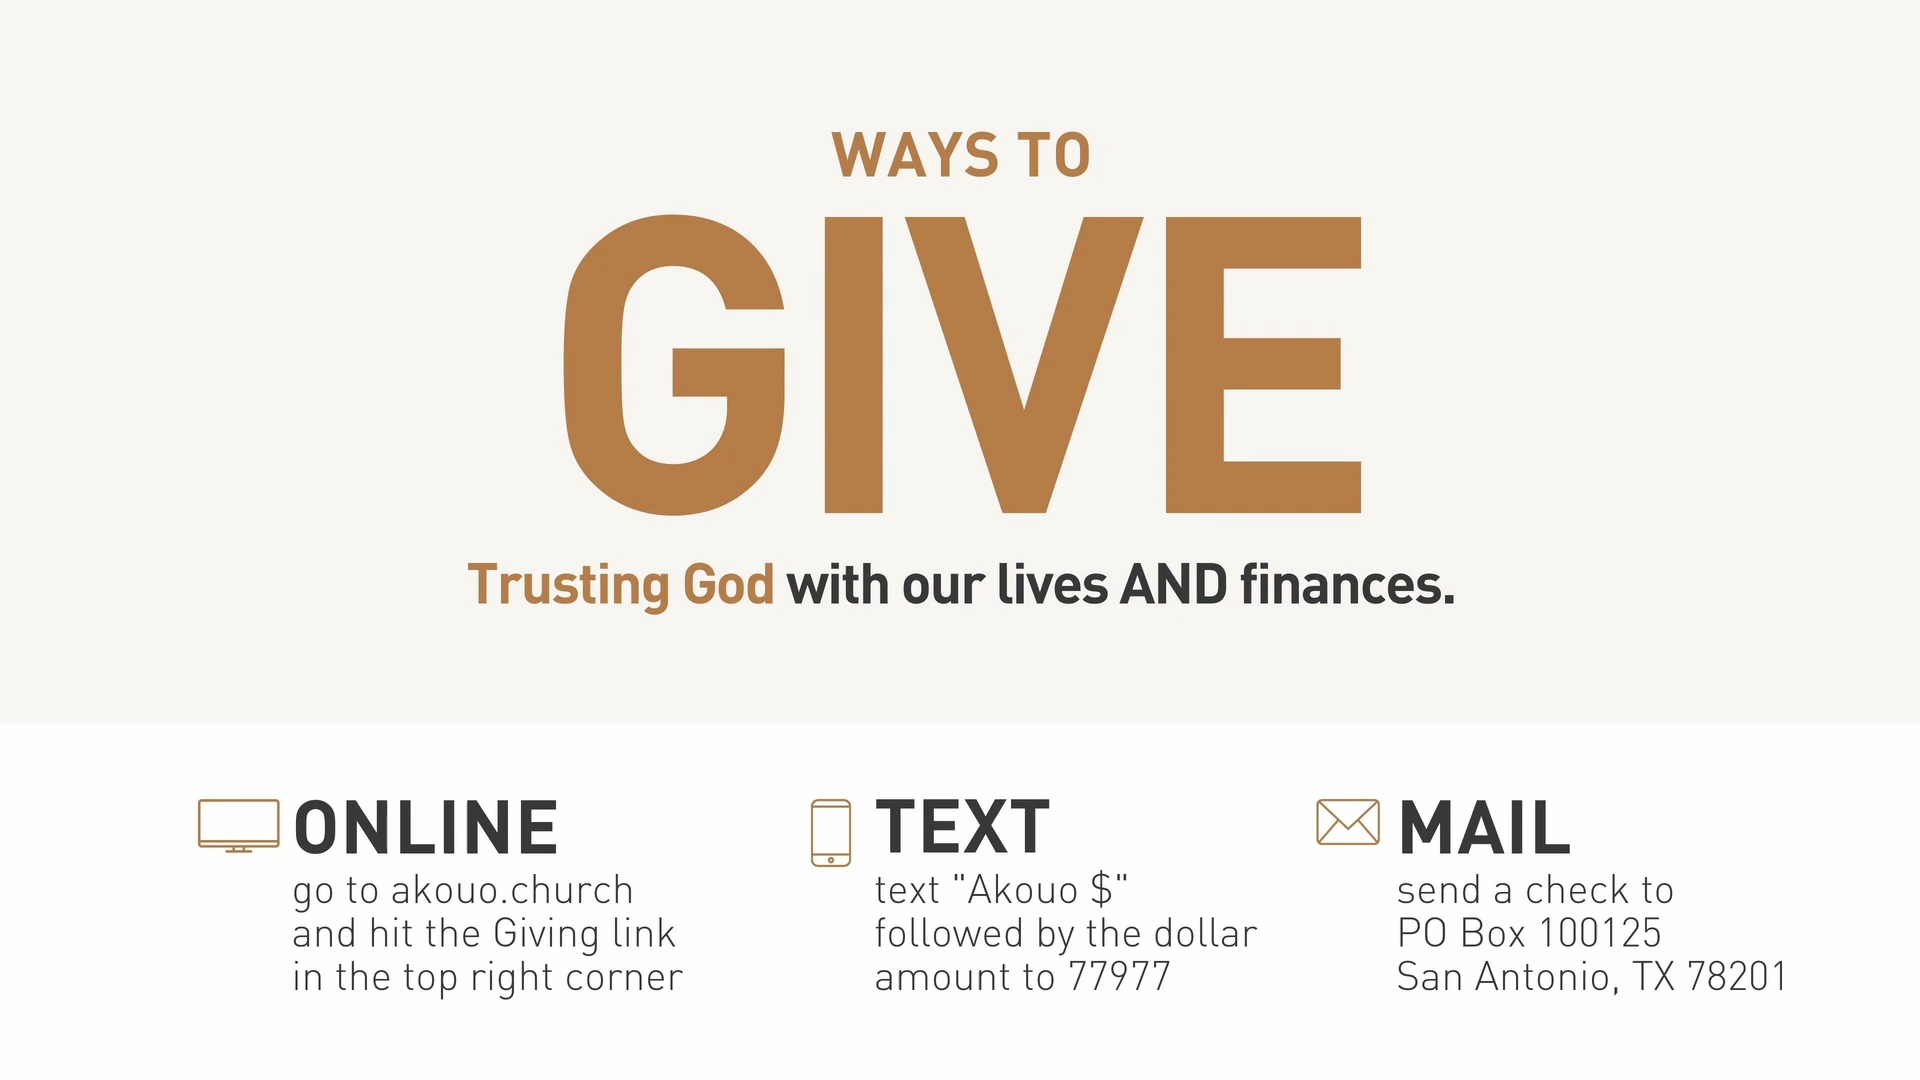 WAYS TO
GIVE
Trusting God with our lives AND finances.
ONLINE
go to akouo.church
and hit the Giving link
in the top right corner
TEXT
text "Akouo $"
followed by the dollar
amount to 77977
MAIL
send a check to
PO Box 100125
San Antonio, TX 78201